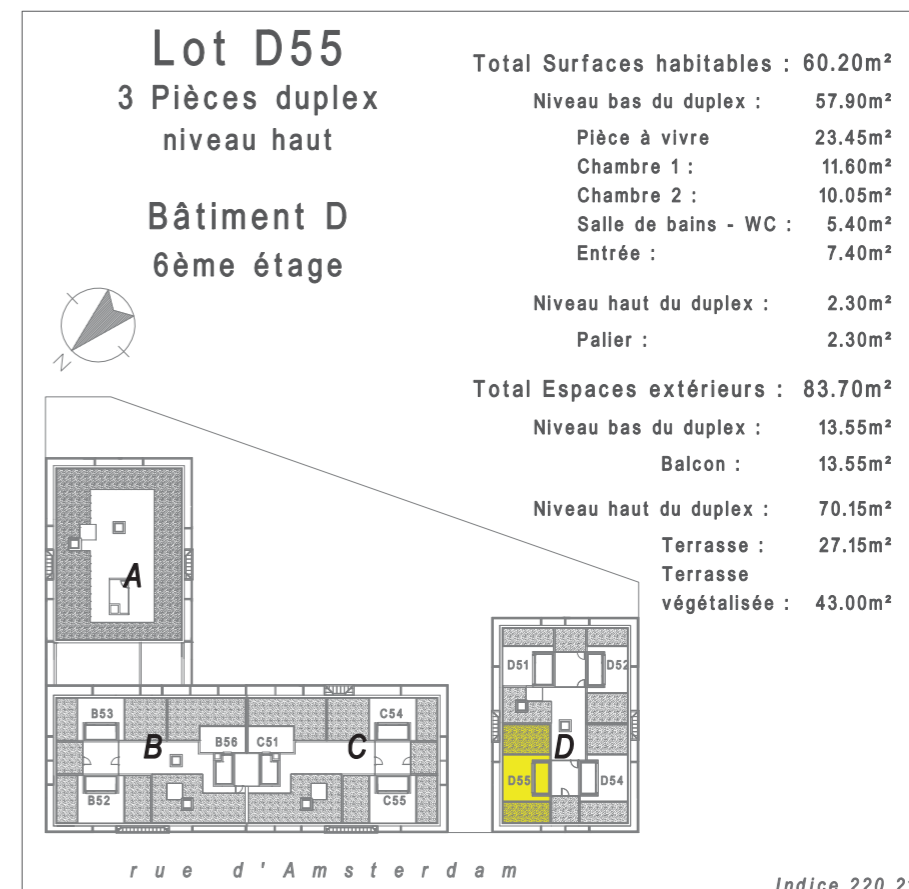 Lot D55
3 Pièces duplex
niveau haut
Bâtiment D
6ème étage
N
Total Surfaces habitables : 60.20m²
Niveau bas du duplex : 57.90m²
Pièce à vivre 23.45m²
Chambre 1 : 11.60m²
Chambre 2 : 10.05m²
Salle de bains - WC : 5.40m²
Entrée : 7.40m²
Niveau haut du duplex : 2.30m²
Palier : 2.30m²
Total Espaces extérieurs : 83.70m²
Niveau bas du duplex : 13.55m²
Balcon : 13.55m²
Niveau haut du duplex : 70.15m²
Terrasse : 27.15m²
Terrasse
végétalisée : 43.00m²
A
D51 D52
B53 C54
B B56 C51 C D
B52 C55 D55 D54
rue d'Amsterdam
Indice 220 2